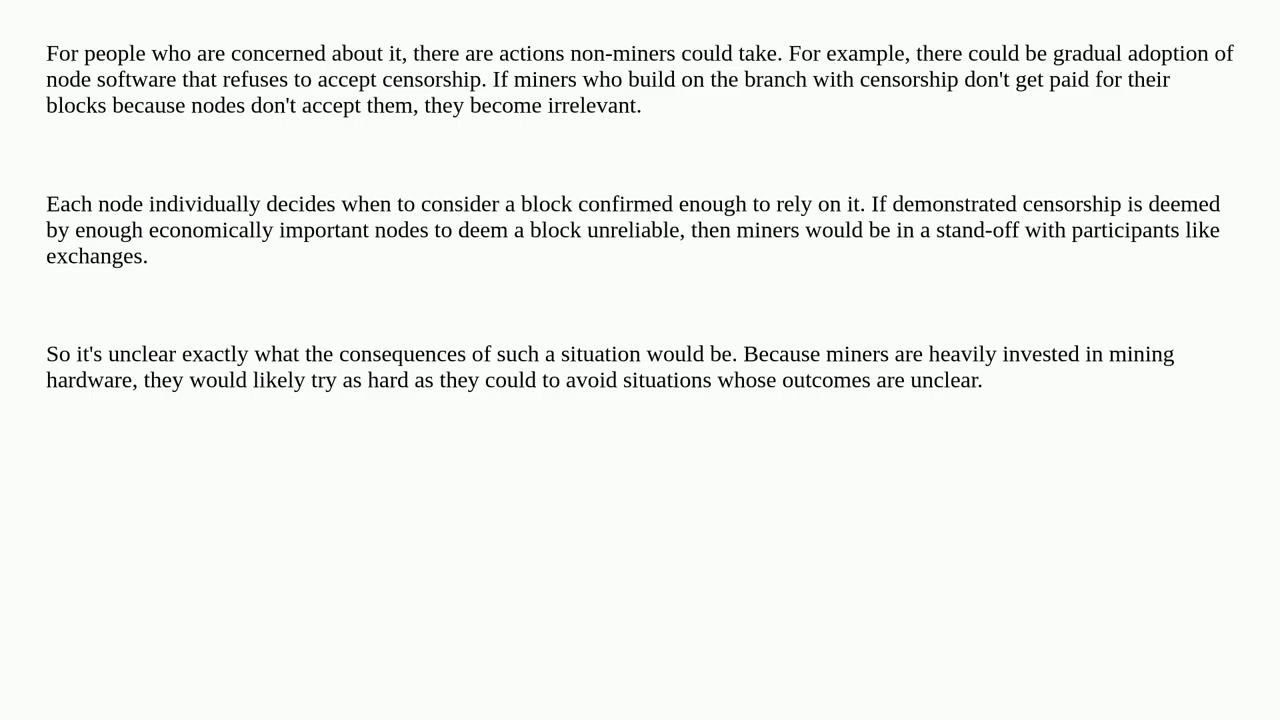 For people who are concerned about it, there are actions non-miners could take. For example, there could be gradual adoption of
node software that refuses to accept censorship. If miners who build on the branch with censorship don't get paid for their
blocks because nodes don't accept them, they become irrelevant.
Each node individually decides when to consider a block confirmed enough to rely on it. If demonstrated censorship is deemed
by enough economically important nodes to deem a block unreliable, then miners would be in a stand-off with participants like
exchanges.
So it's unclear exactly what the consequences of such a situation would be. Because miners are heavily invested in mining
hardware, they would likely try as hard as they could to avoid situations whose outcomes are unclear.